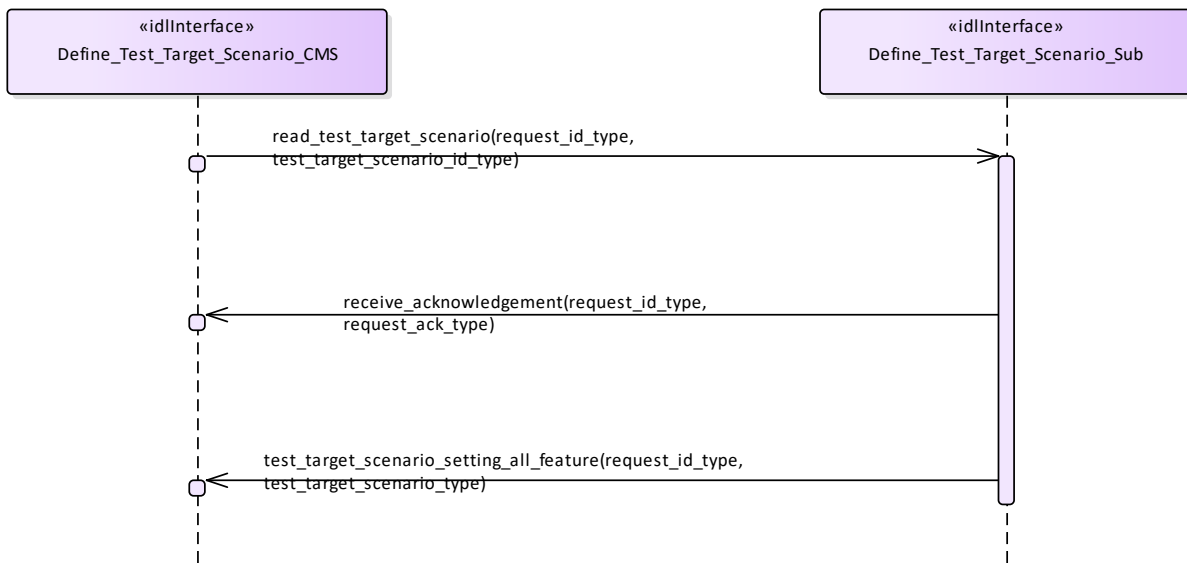 «idlInterface»
Define_Test_Target_Scenario_CMS
«idlInterface»
Define_Test_Target_Scenario_Sub
read_test_target_scenario(request_id_type,
test_target_scenario_id_type)
receive_acknowledgement(request_id_type,
request_ack_type)
test_target_scenario_setting_all_feature(request_id_type,
test_target_scenario_type)